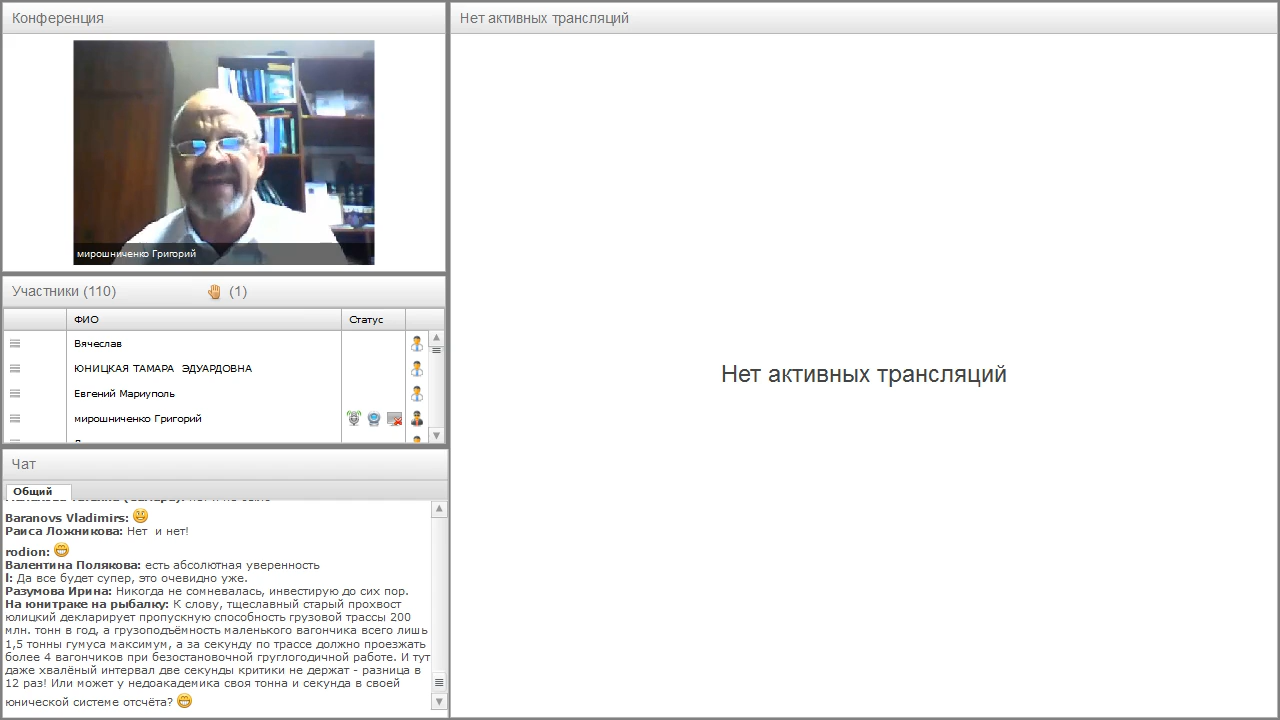 Конференция
Нет активных трансляций
мирошниченко Григорий
Участники (110)
(1)
ФИО
Статус
Вячеслав
ЮНИЦКАЯ ТАМАРА ЭДУАРДОВНА
Евгений Мариуполь
мирошниченко Григорий
Нет активных трансляций
Чат
Общий
Baranovs Vladimirs:
Раиса Ложникова: Нет и нет!
rodion:
Валентина Полякова: есть абсолютная уверенность
I: Да все будет супер, это очевидно уже.
Разумова Ирина: Никогда не сомневалась, инвестирую до сих пор.
На юнитраке на рыбалку: К слову, тщеславный старый прохвост
юлицкий декларирует пропускную способность грузовой трассы 200
млн. тонн в год, а грузоподъёмность маленького вагончика всего лишь
1,5 тонны гумуса максимум, а за секунду по трассе должно проезжать
более 4 вагончиков при безостановочной груглогодичной работе. И тут
даже хвалёный интервал две секунды критики не держат - разница в
12 раз! Или может у недоакадемика своя тонна и секунда в своей
юнической системе отсчёта?